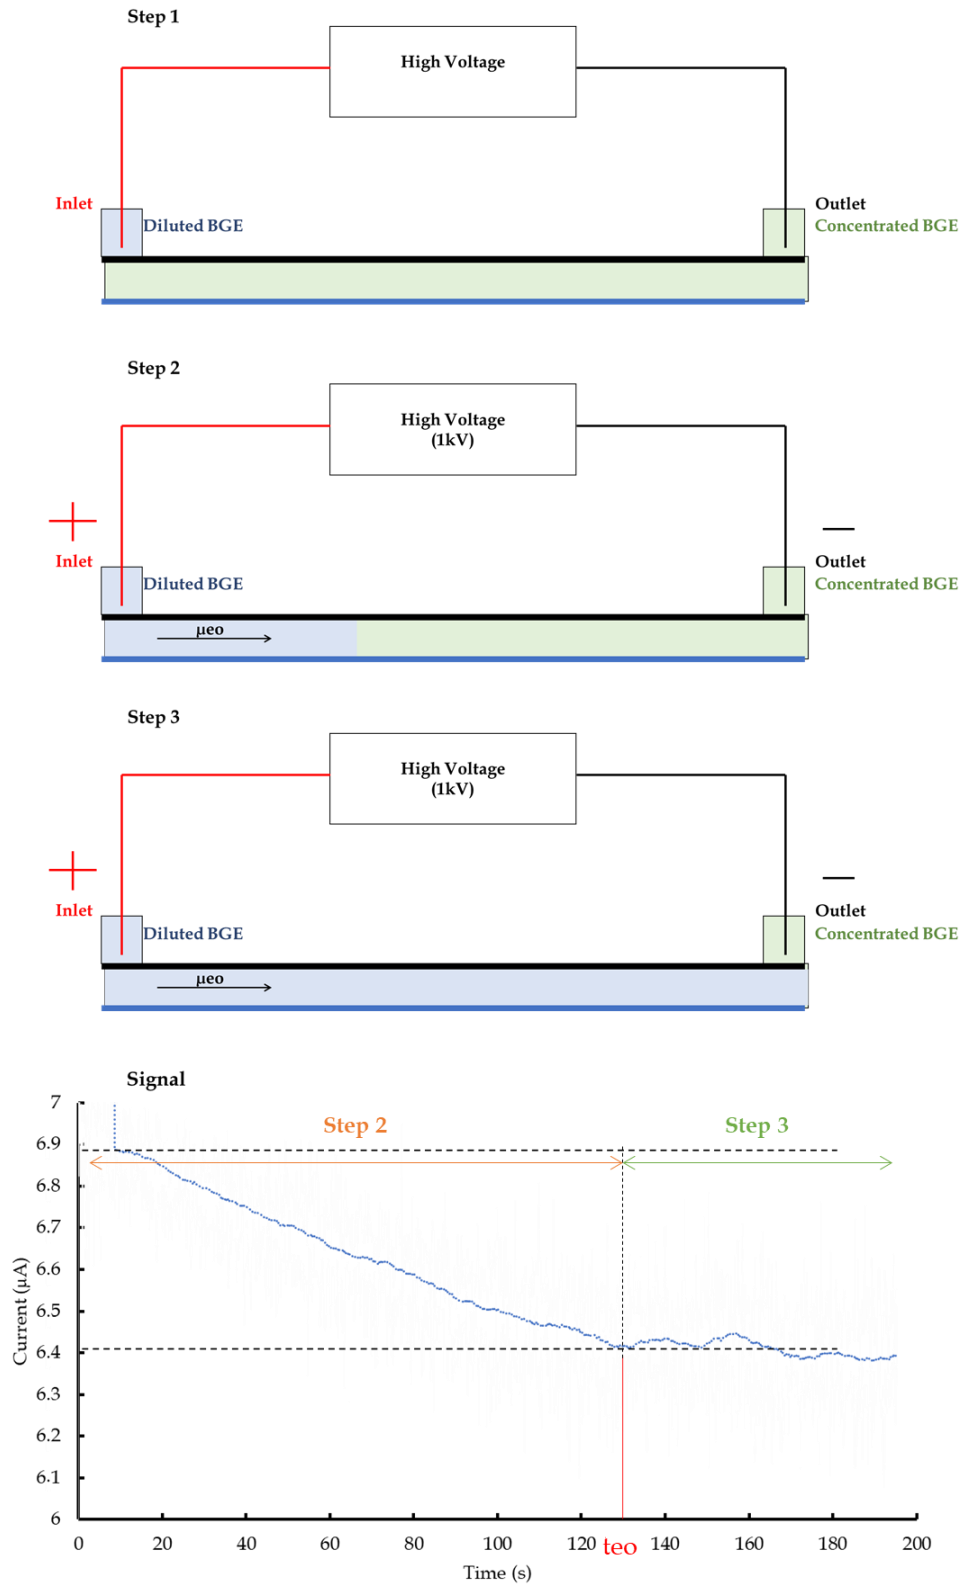 Step 1
High Voltage
Inlet
Outlet
Diluted BGE
Concentrated BGE
Step 2
High Voltage
(1kV)
+
—
Inlet
Outlet
Diluted BGE
Concentrated BGE
μeo
Step 3
High Voltage
(1kV)
+
—
Inlet
Outlet
Diluted BGE
Concentrated BGE
μeo
Signal
Step 2
Step 3
7
6.9
6.8
6.7
6.6
6.5
6.4
6.3
6.2
6.1
6
Current (μA)
0 20 40 60 80 100 120 teo 140 160 180 200
Time (s)